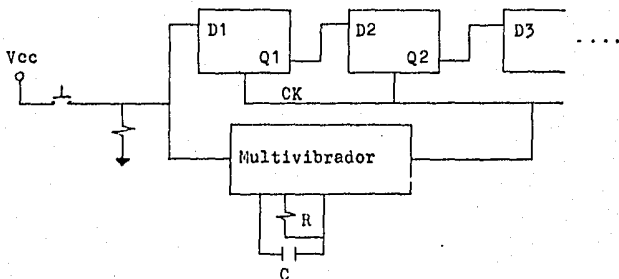 D1
D2
D3
....
Vcc
Q1
Q2
CK
Multivibrador
R
C